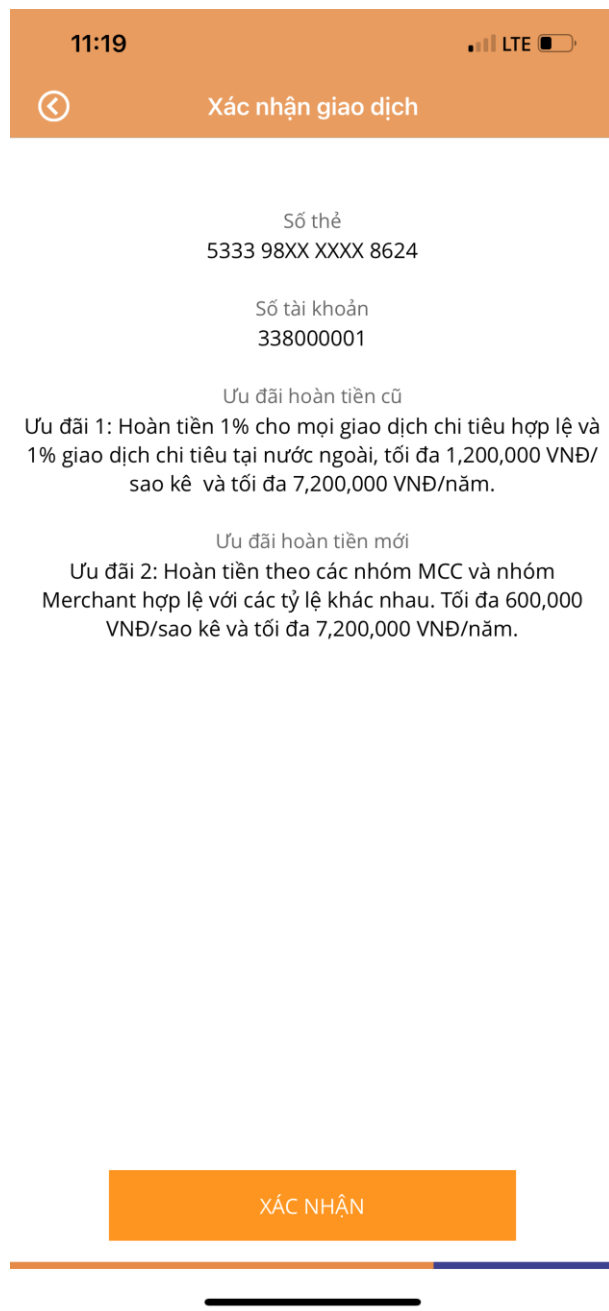 11:19
LTE
Xác nhận giao dịch
Số thẻ
5333 98XX XXXX 8624
Số tài khoản
338000001
Ưu đãi hoàn tiền cũ
Ưu đãi 1: Hoàn tiền 1% cho mọi giao dịch chi tiêu hợp lệ và
1% giao dịch chi tiêu tại nước ngoài, tối đa 1,200,000 VNĐ/
sao kê và tối đa 7,200,000 VNĐ/năm.
Ưu đãi hoàn tiền mới
Ưu đãi 2: Hoàn tiền theo các nhóm MCC và nhóm
Merchant hợp lệ với các tỷ lệ khác nhau. Tối đa 600,000
VNĐ/sao kê và tối đa 7,200,000 VNĐ/năm.
XÁC NHẬN